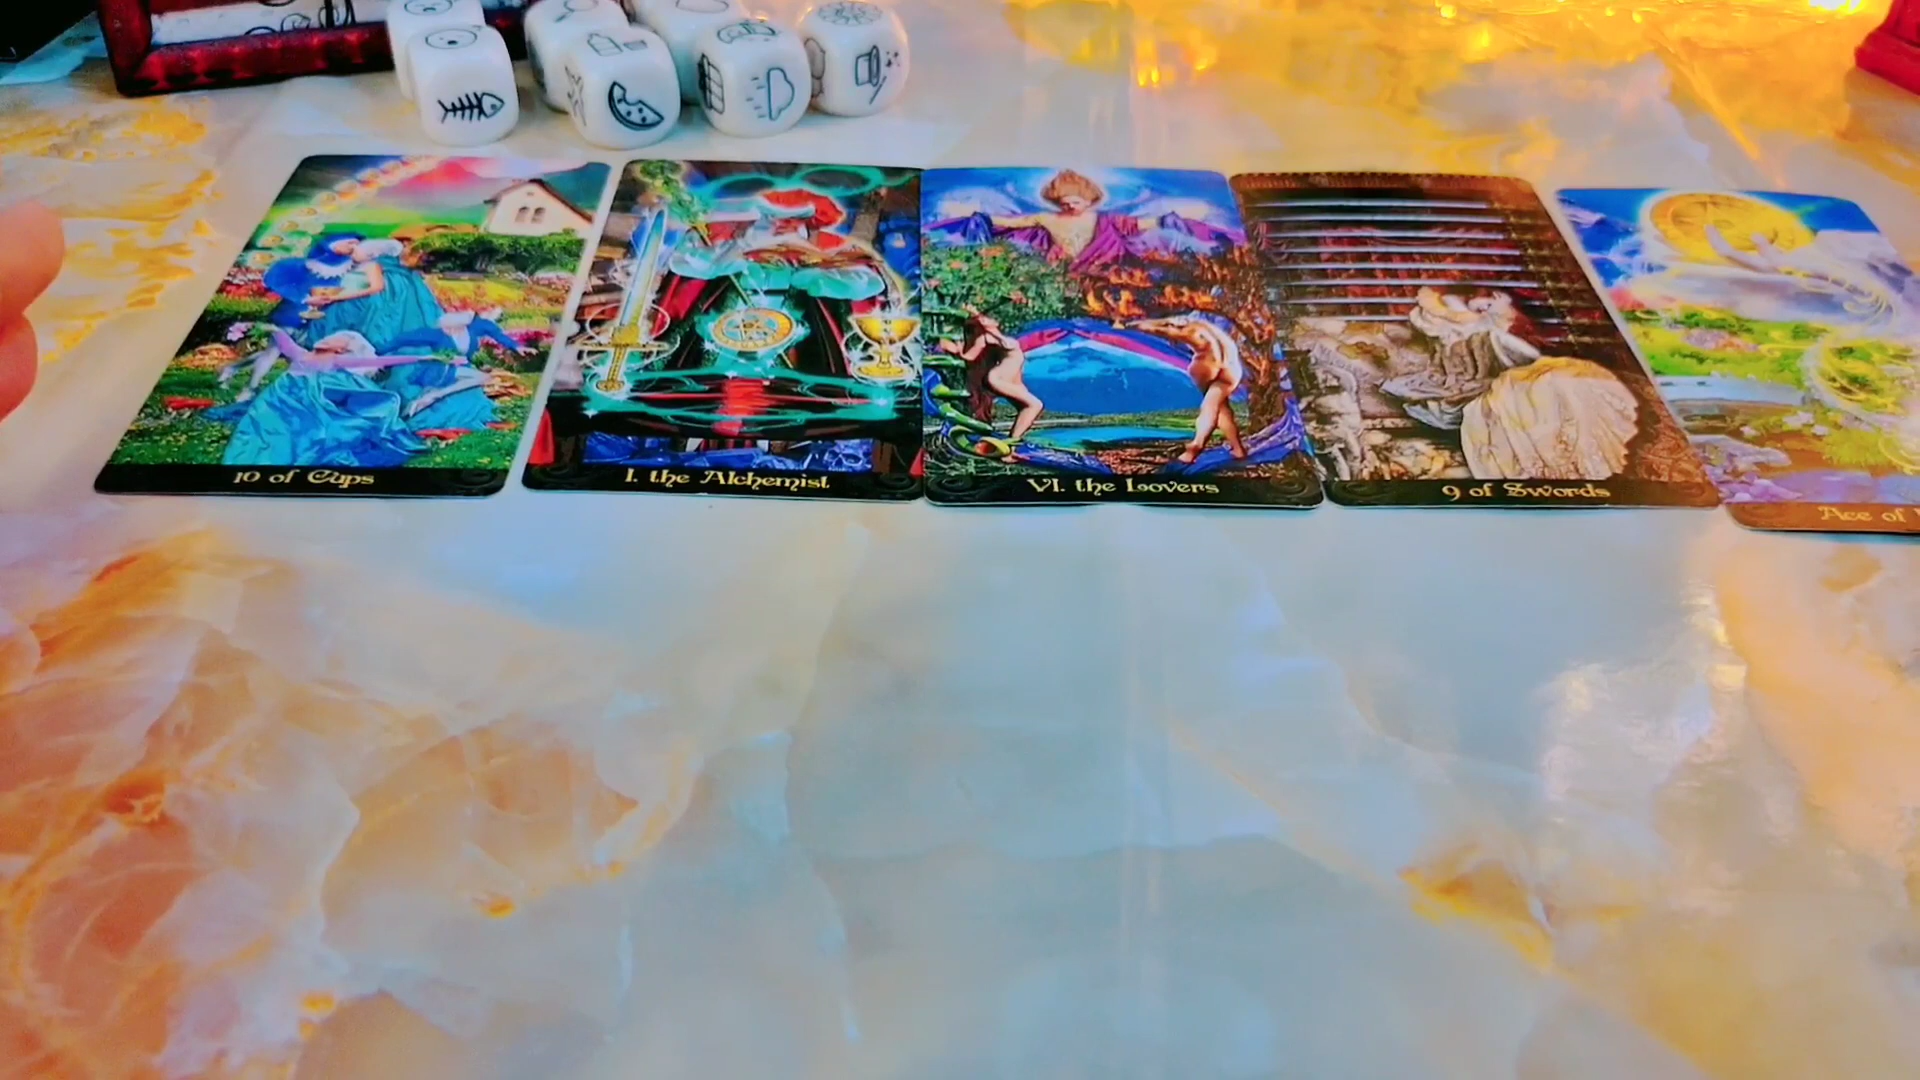 10 of Cups
I. the Alchemist
VI. the Lovers
9 of Swords
Ace of